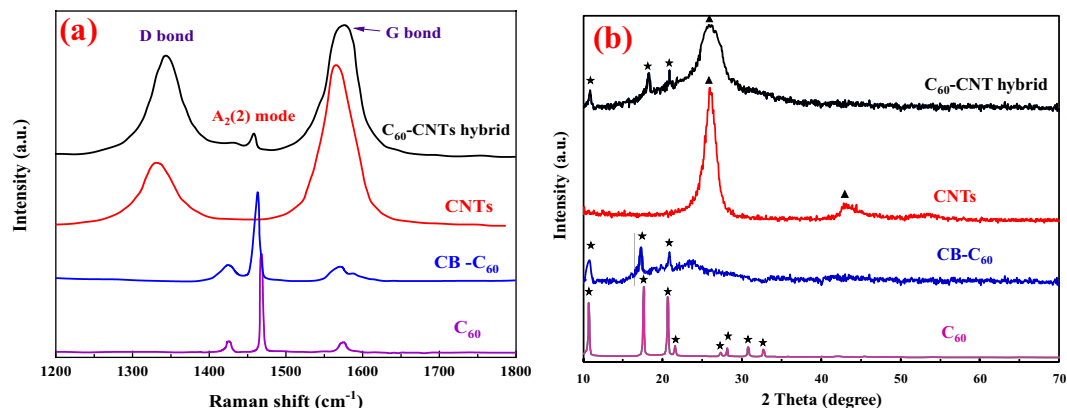 (a)
D bond
G bond
A₂(2) mode
C₆₀-CNTs hybrid
CNTs
CB -C₆₀
C₆₀
Intensity (a.u.)
1200 1300 1400 1500 1600 1700 1800
Raman shift (cm⁻¹)
(b)
C₆₀-CNT hybrid
CNTs
CB-C₆₀
C₆₀
Intensity (a.u.)
10 20 30 40 50 60 70
2 Theta (degree)